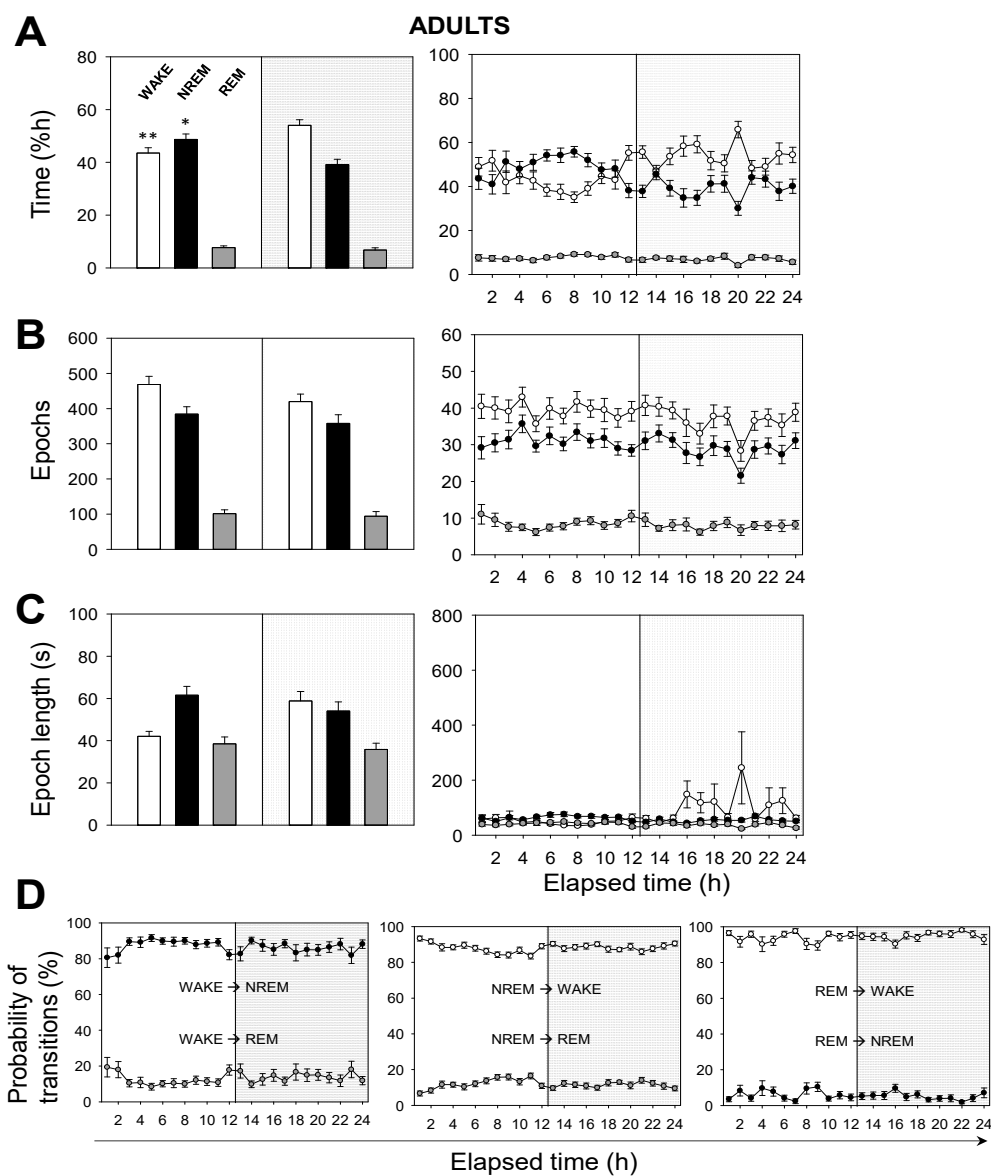 ADULTS
A
Time (%h)
80
60
40
20
0
WAKE
NREM
REM
**
*
100
80
60
40
20
0
2 4 6 8 10 12 14 16 18 20 22 24
B
Epochs
600
500
400
300
200
100
0
60
50
40
30
20
10
0
2 4 6 8 10 12 14 16 18 20 22 24
C
Epoch length (s)
100
80
60
40
20
0
800
600
400
200
0
2 4 6 8 10 12 14 16 18 20 22 24
Elapsed time (h)
D
Probability of
transitions (%)
100
80
60
40
20
0
WAKE → NREM
WAKE → REM
2 4 6 8 10 12 14 16 18 20 22 24
100
80
60
40
20
0
NREM → WAKE
NREM → REM
2 4 6 8 10 12 14 16 18 20 22 24
100
80
60
40
20
0
REM → WAKE
REM → NREM
2 4 6 8 10 12 14 16 18 20 22 24
Elapsed time (h)